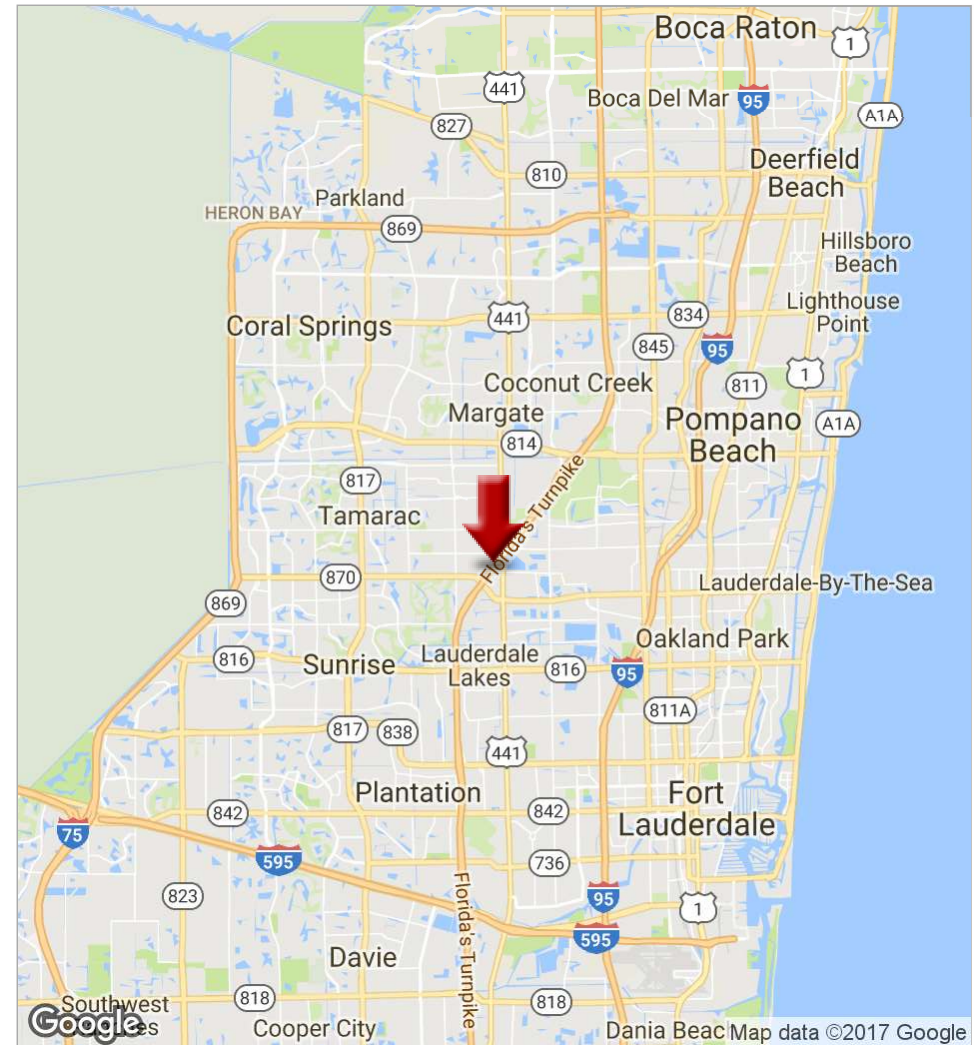 Boca Raton
1
441
Boca Del Mar
95
A1A
827
Deerfield
Beach
810
Parkland
HERON BAY
869
Hillsboro
Beach
Lighthouse
Point
441
834
Coral Springs
845
95
1
Coconut Creek
811
Margate
Pompano
Beach
A1A
814
817
Florida's Turnpike
Tamarac
870
Lauderdale-By-The-Sea
869
Oakland Park
816
Sunrise
Lauderdale
Lakes
816
95
811A
817
838
441
Plantation
Fort
Lauderdale
842
842
75
595
736
823
95
1
Florida's Turnpike
595
Davie
818
818
Southwest
Google
Cooper City
Dania Beac
Map data ©2017 Google